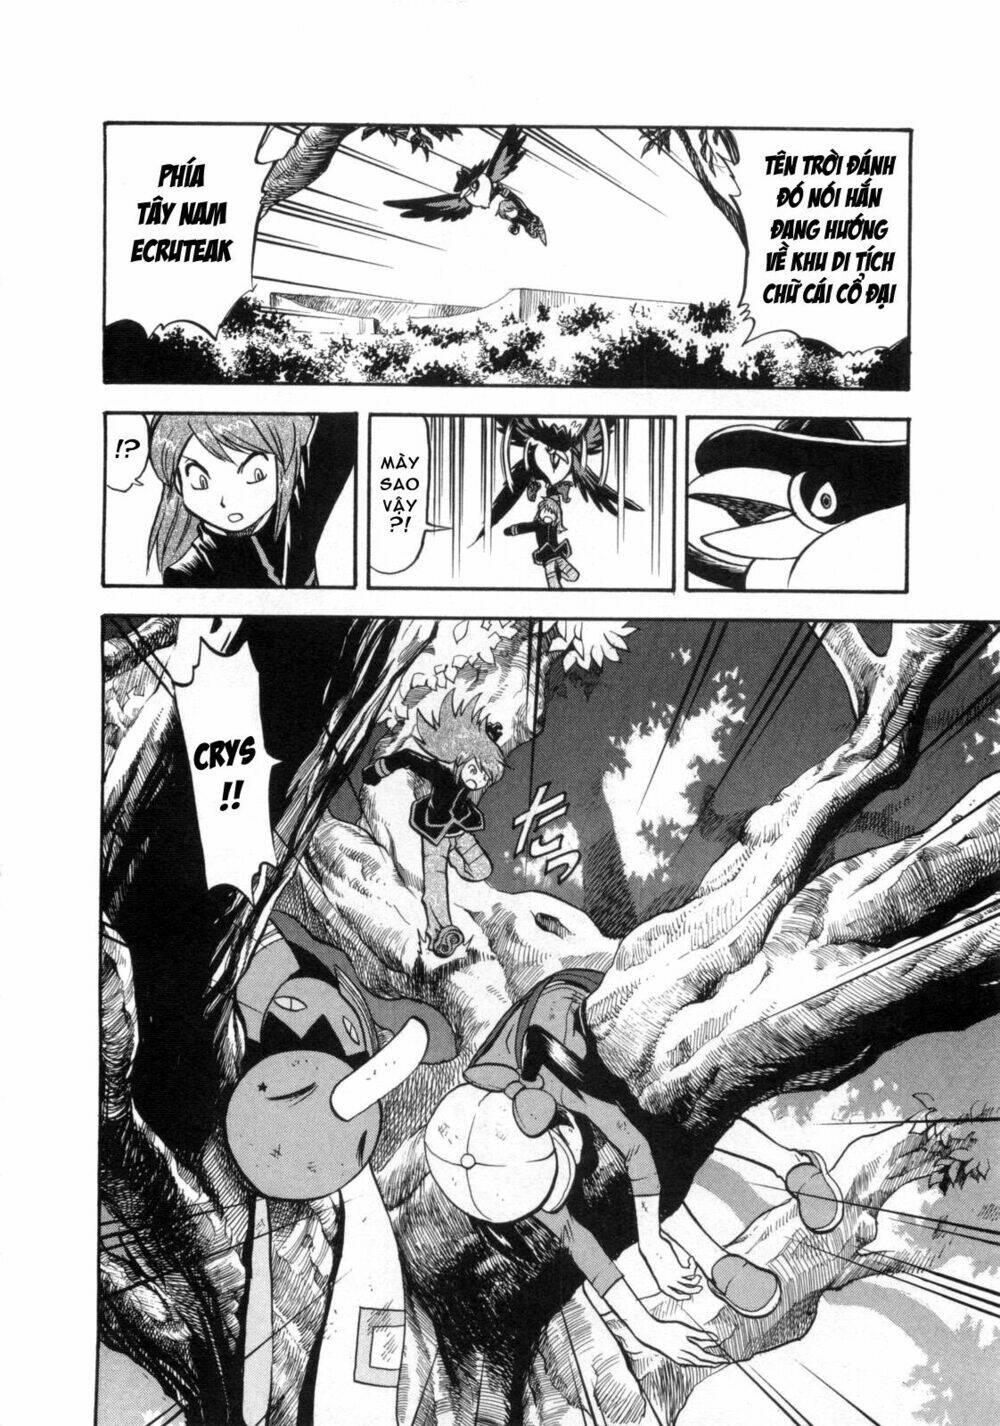 TÊN TRỜI ĐÁNH
ĐÓ NÓI HẮN
ĐANG HƯỚNG
VỀ KHU DI TÍCH
CHỮ CÁI CỔ ĐẠI
PHÍA
TÂY NAM
ECRUTEAK
MÀY
SAO
VẬY
?!
!?
CRYS
!!
たっ